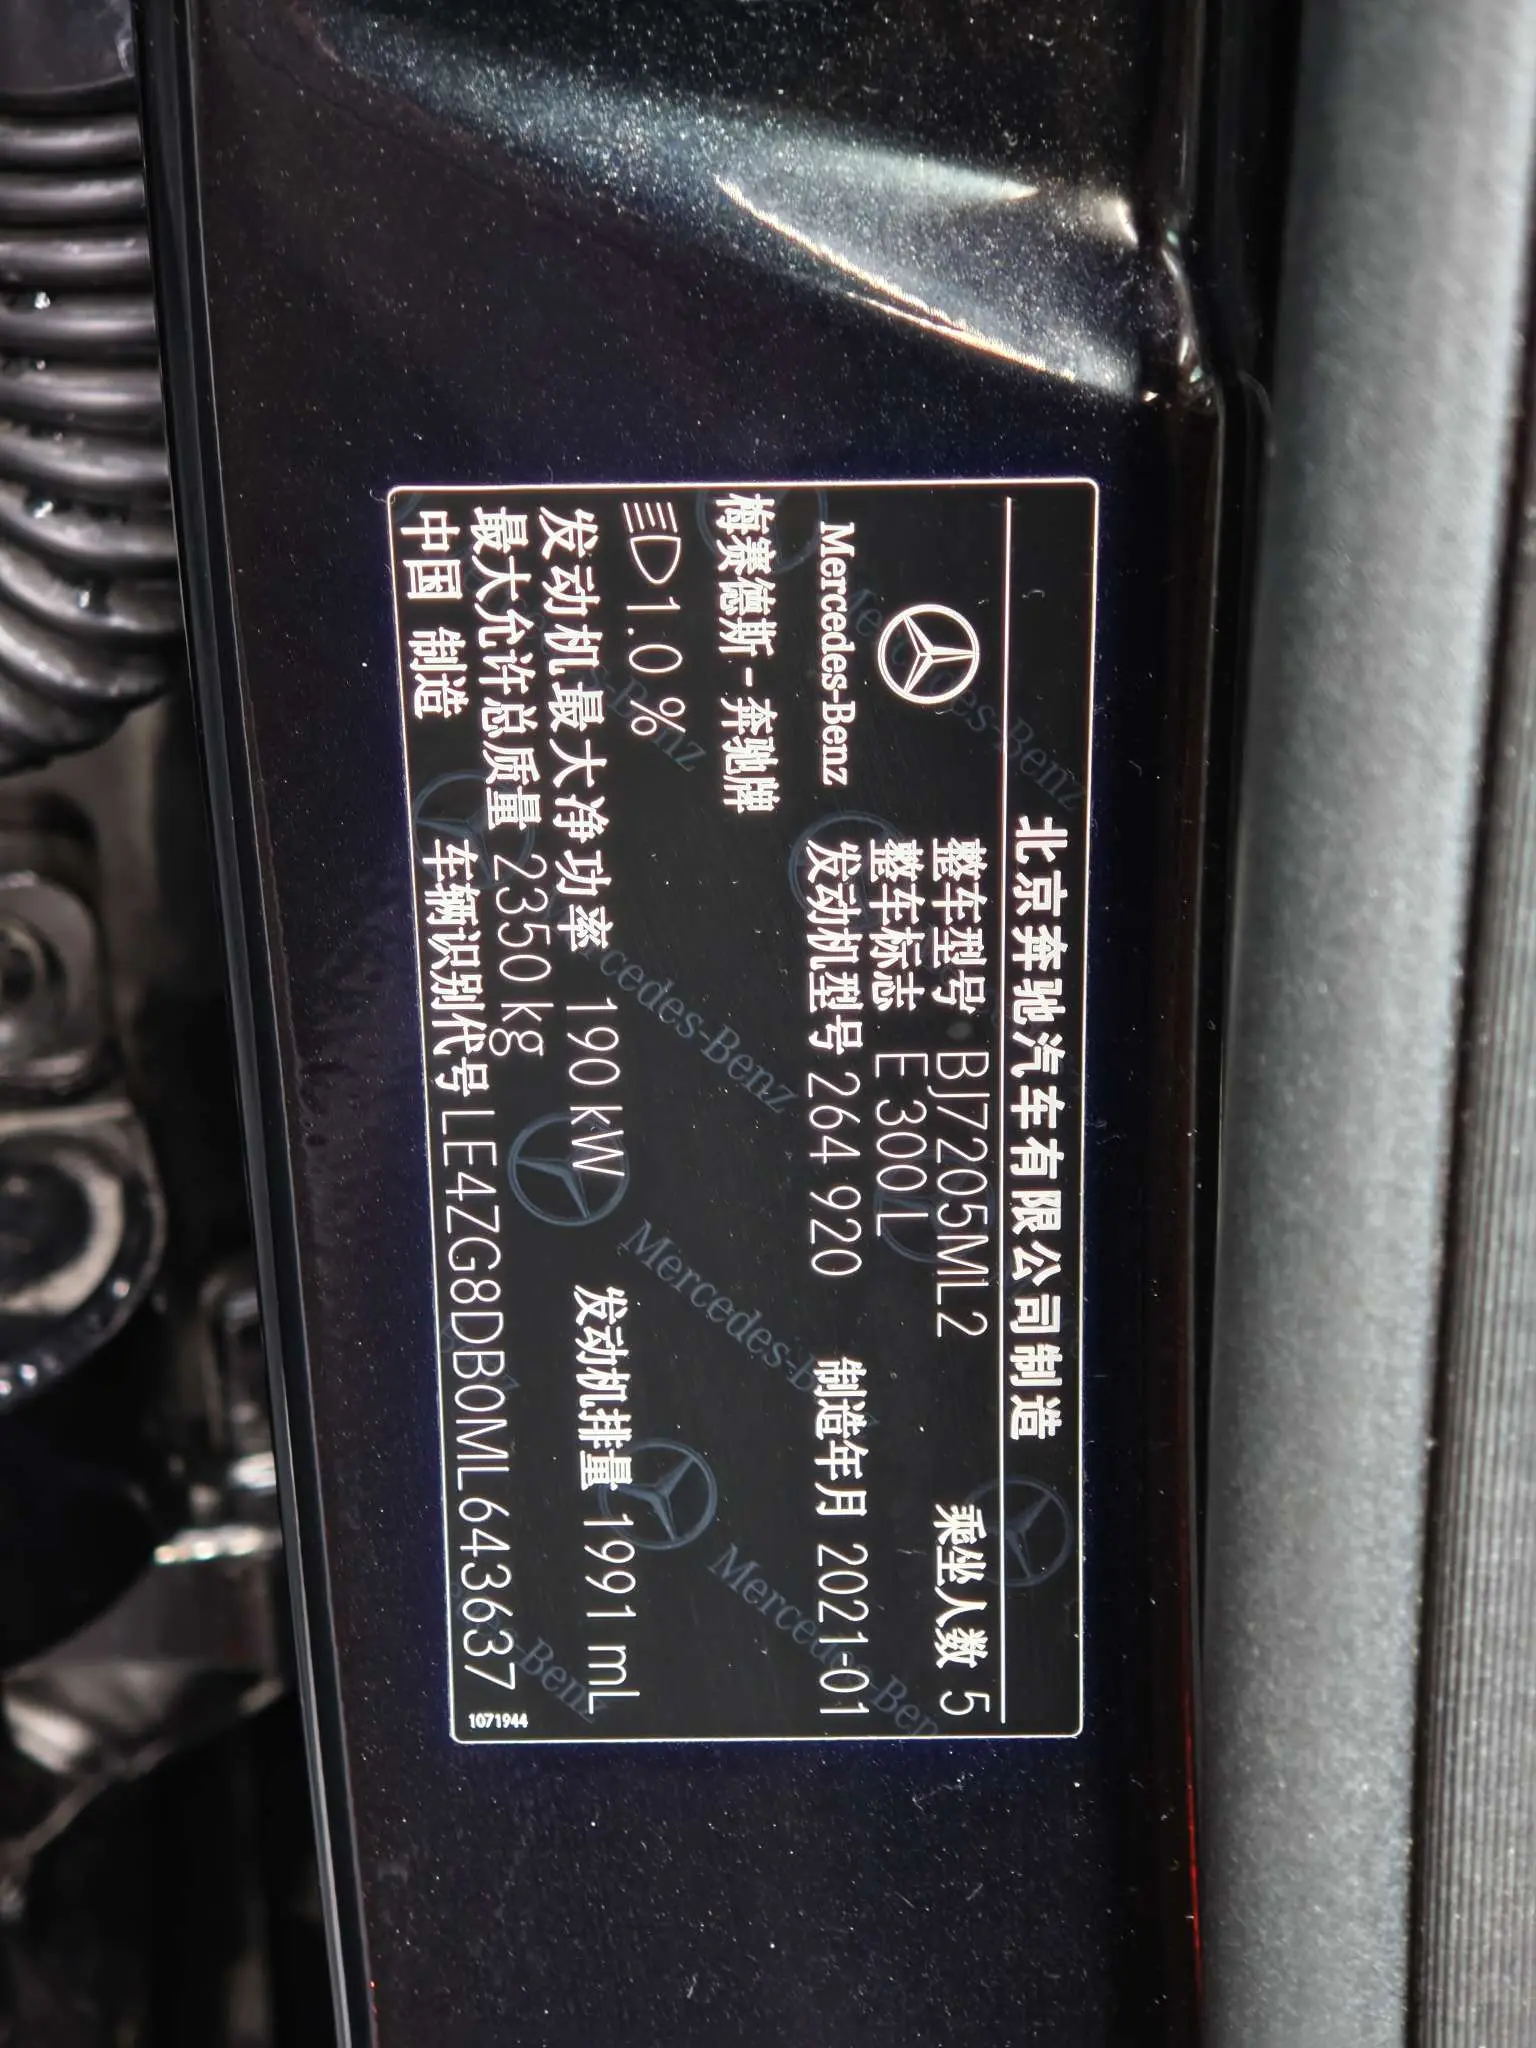 北京奔驰汽车有限公司制造
整车型号 BJ7205ML2 乘坐人数 5
整车标志 E 300 L
Mercedes-Benz 发动机型号 264 920 制造年月 2021-01
梅赛德斯-奔驰牌
1.0 %
发动机最大净功率 190 kW 发动机排量 1991 mL
最大允许总质量 2350 kg
中国 制造 车辆识别代号 LE4ZG8DB0ML643637
1071944